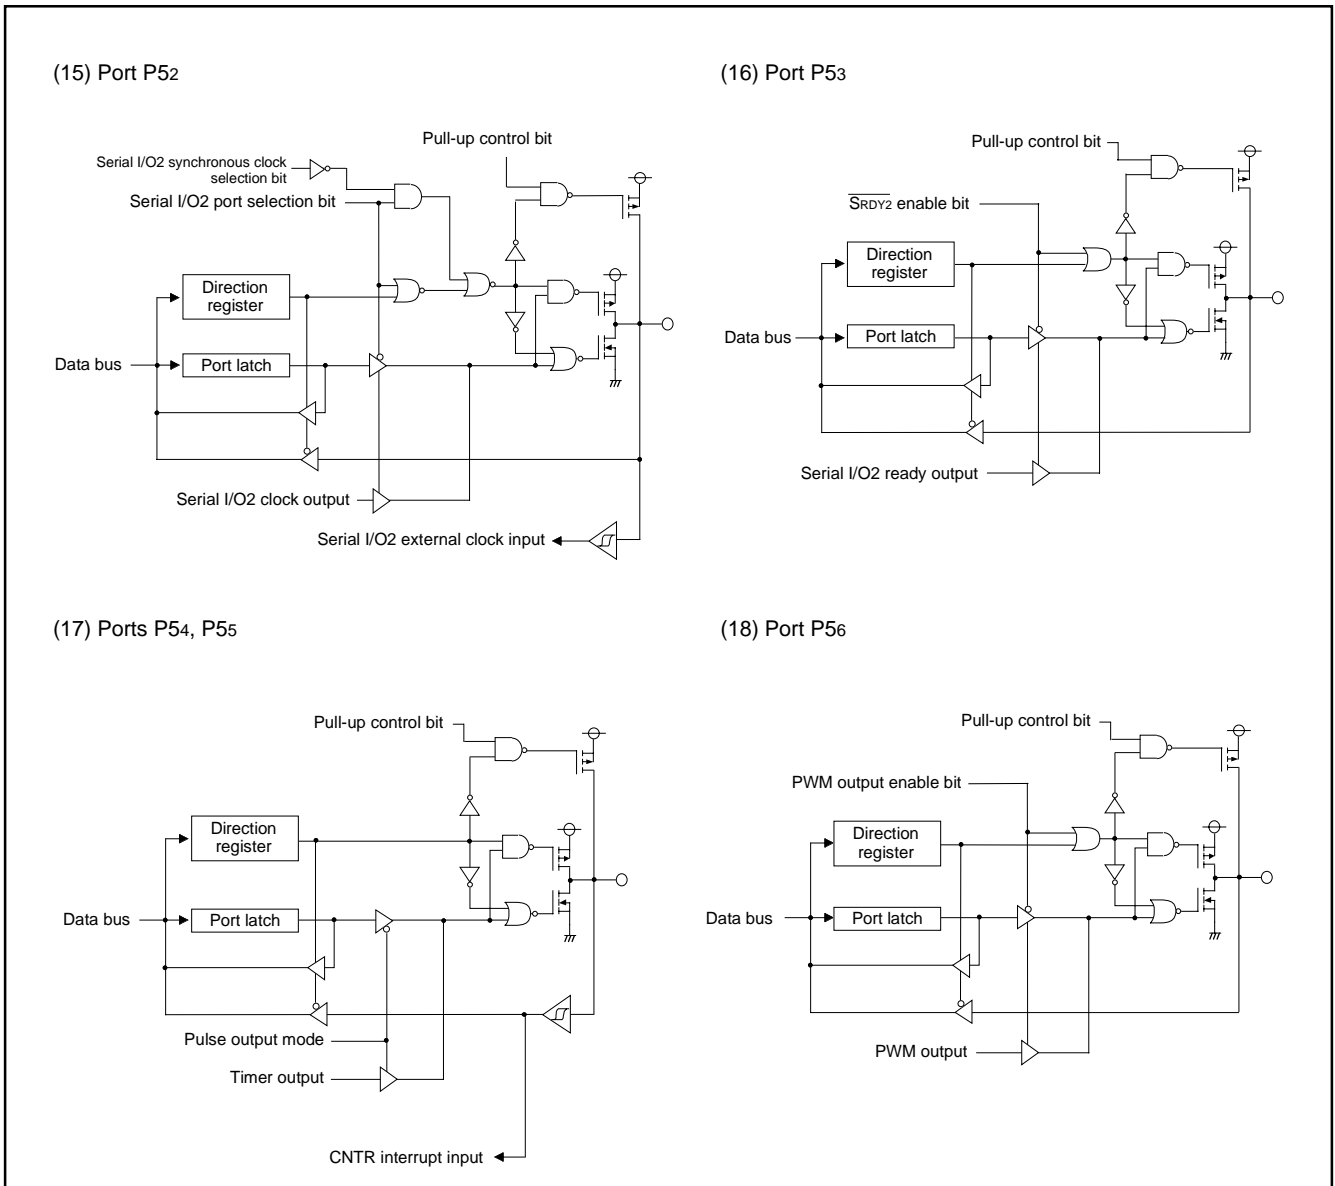 (15) Port P52
Pull-up control bit
Serial I/O2 synchronous clock
selection bit
Serial I/O2 port selection bit
Direction
register
Data bus
Port latch
Serial I/O2 clock output
Serial I/O2 external clock input
(16) Port P53
Pull-up control bit
SRDY2 enable bit
Direction
register
Data bus
Port latch
Serial I/O2 ready output
(17) Ports P54, P55
Pull-up control bit
Direction
register
Data bus
Port latch
Pulse output mode
Timer output
CNTR interrupt input
(18) Port P56
Pull-up control bit
PWM output enable bit
Direction
register
Data bus
Port latch
PWM output